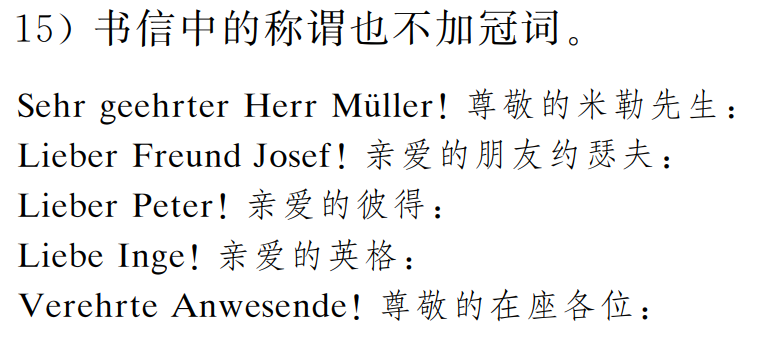 15）书信中的称谓也不加冠词。
Sehr geehrter Herr Müller! 尊敬的米勒先生：
Lieber Freund Josef! 亲爱的朋友约瑟夫：
Lieber Peter! 亲爱的彼得：
Liebe Inge! 亲爱的英格：
Verehrte Anwesende! 尊敬的在座各位：